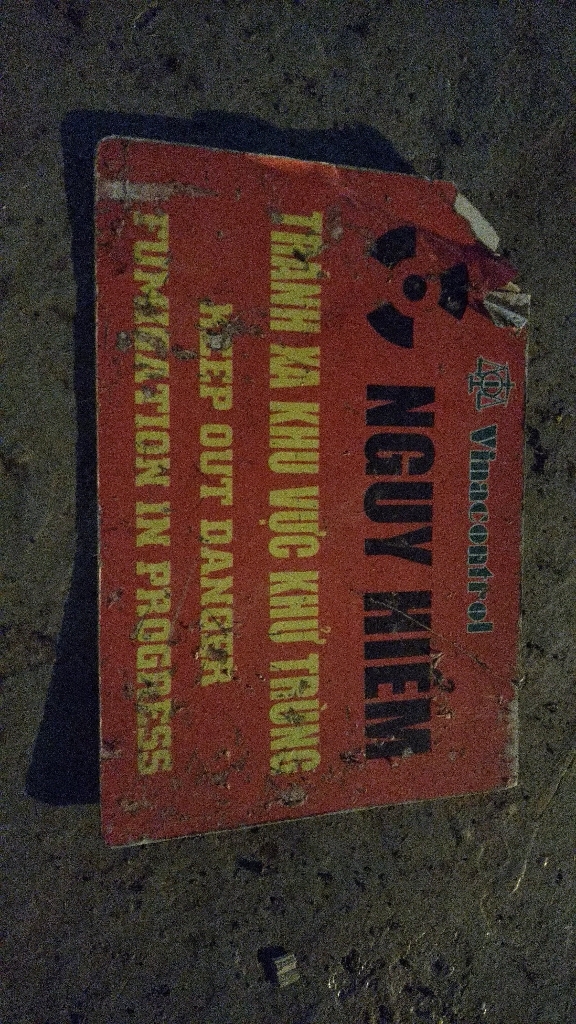 Vinacontrol
NGUY HIỂM
TRÁNH XA KHU VỰC KHỬ TRÙNG
KEEP OUT DANGER
FUMIGATION IN PROGRESS